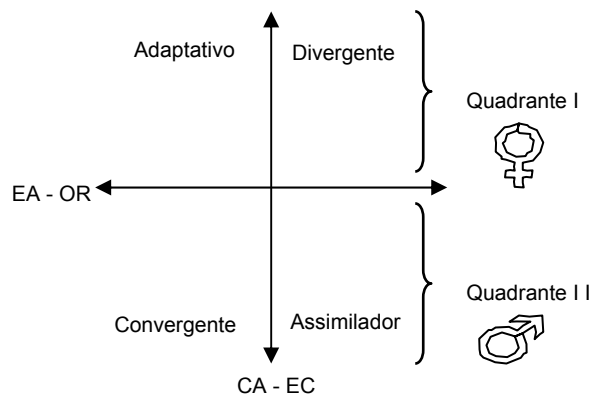 Adaptativo
Divergente
Quadrante I
EA - OR
Quadrante I I
Convergente
Assimilador
CA - EC